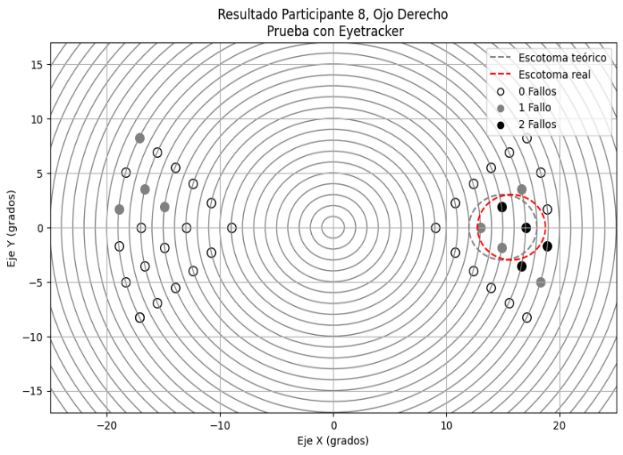 Resultado Participante 8, Ojo Derecho
Prueba con Eyetracker
Escotoma teórico
Escotoma real
0 Fallos
1 Fallo
2 Fallos
Eje Y (grados)
15
10
5
0
−5
−10
−15
−20
−10
0
10
20
Eje X (grados)